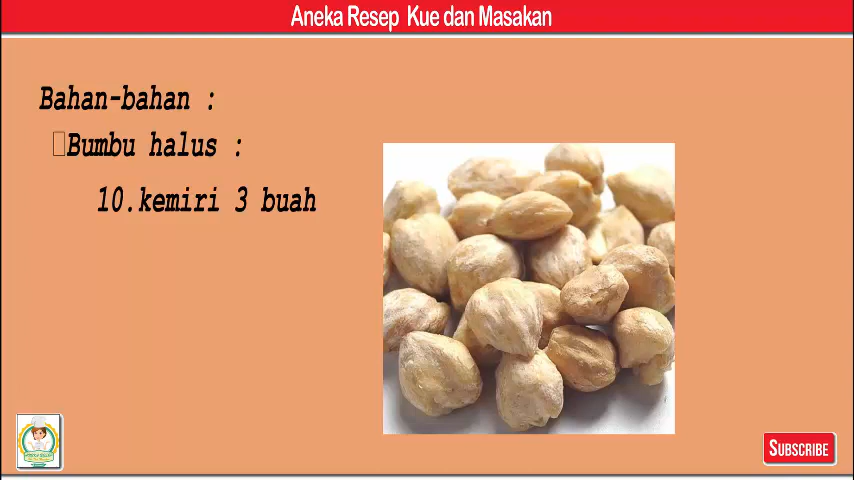 Aneka Resep Kue dan Masakan
Bahan-bahan :
Bumbu halus :
10.kemiri 3 buah
SUBSCRIBE